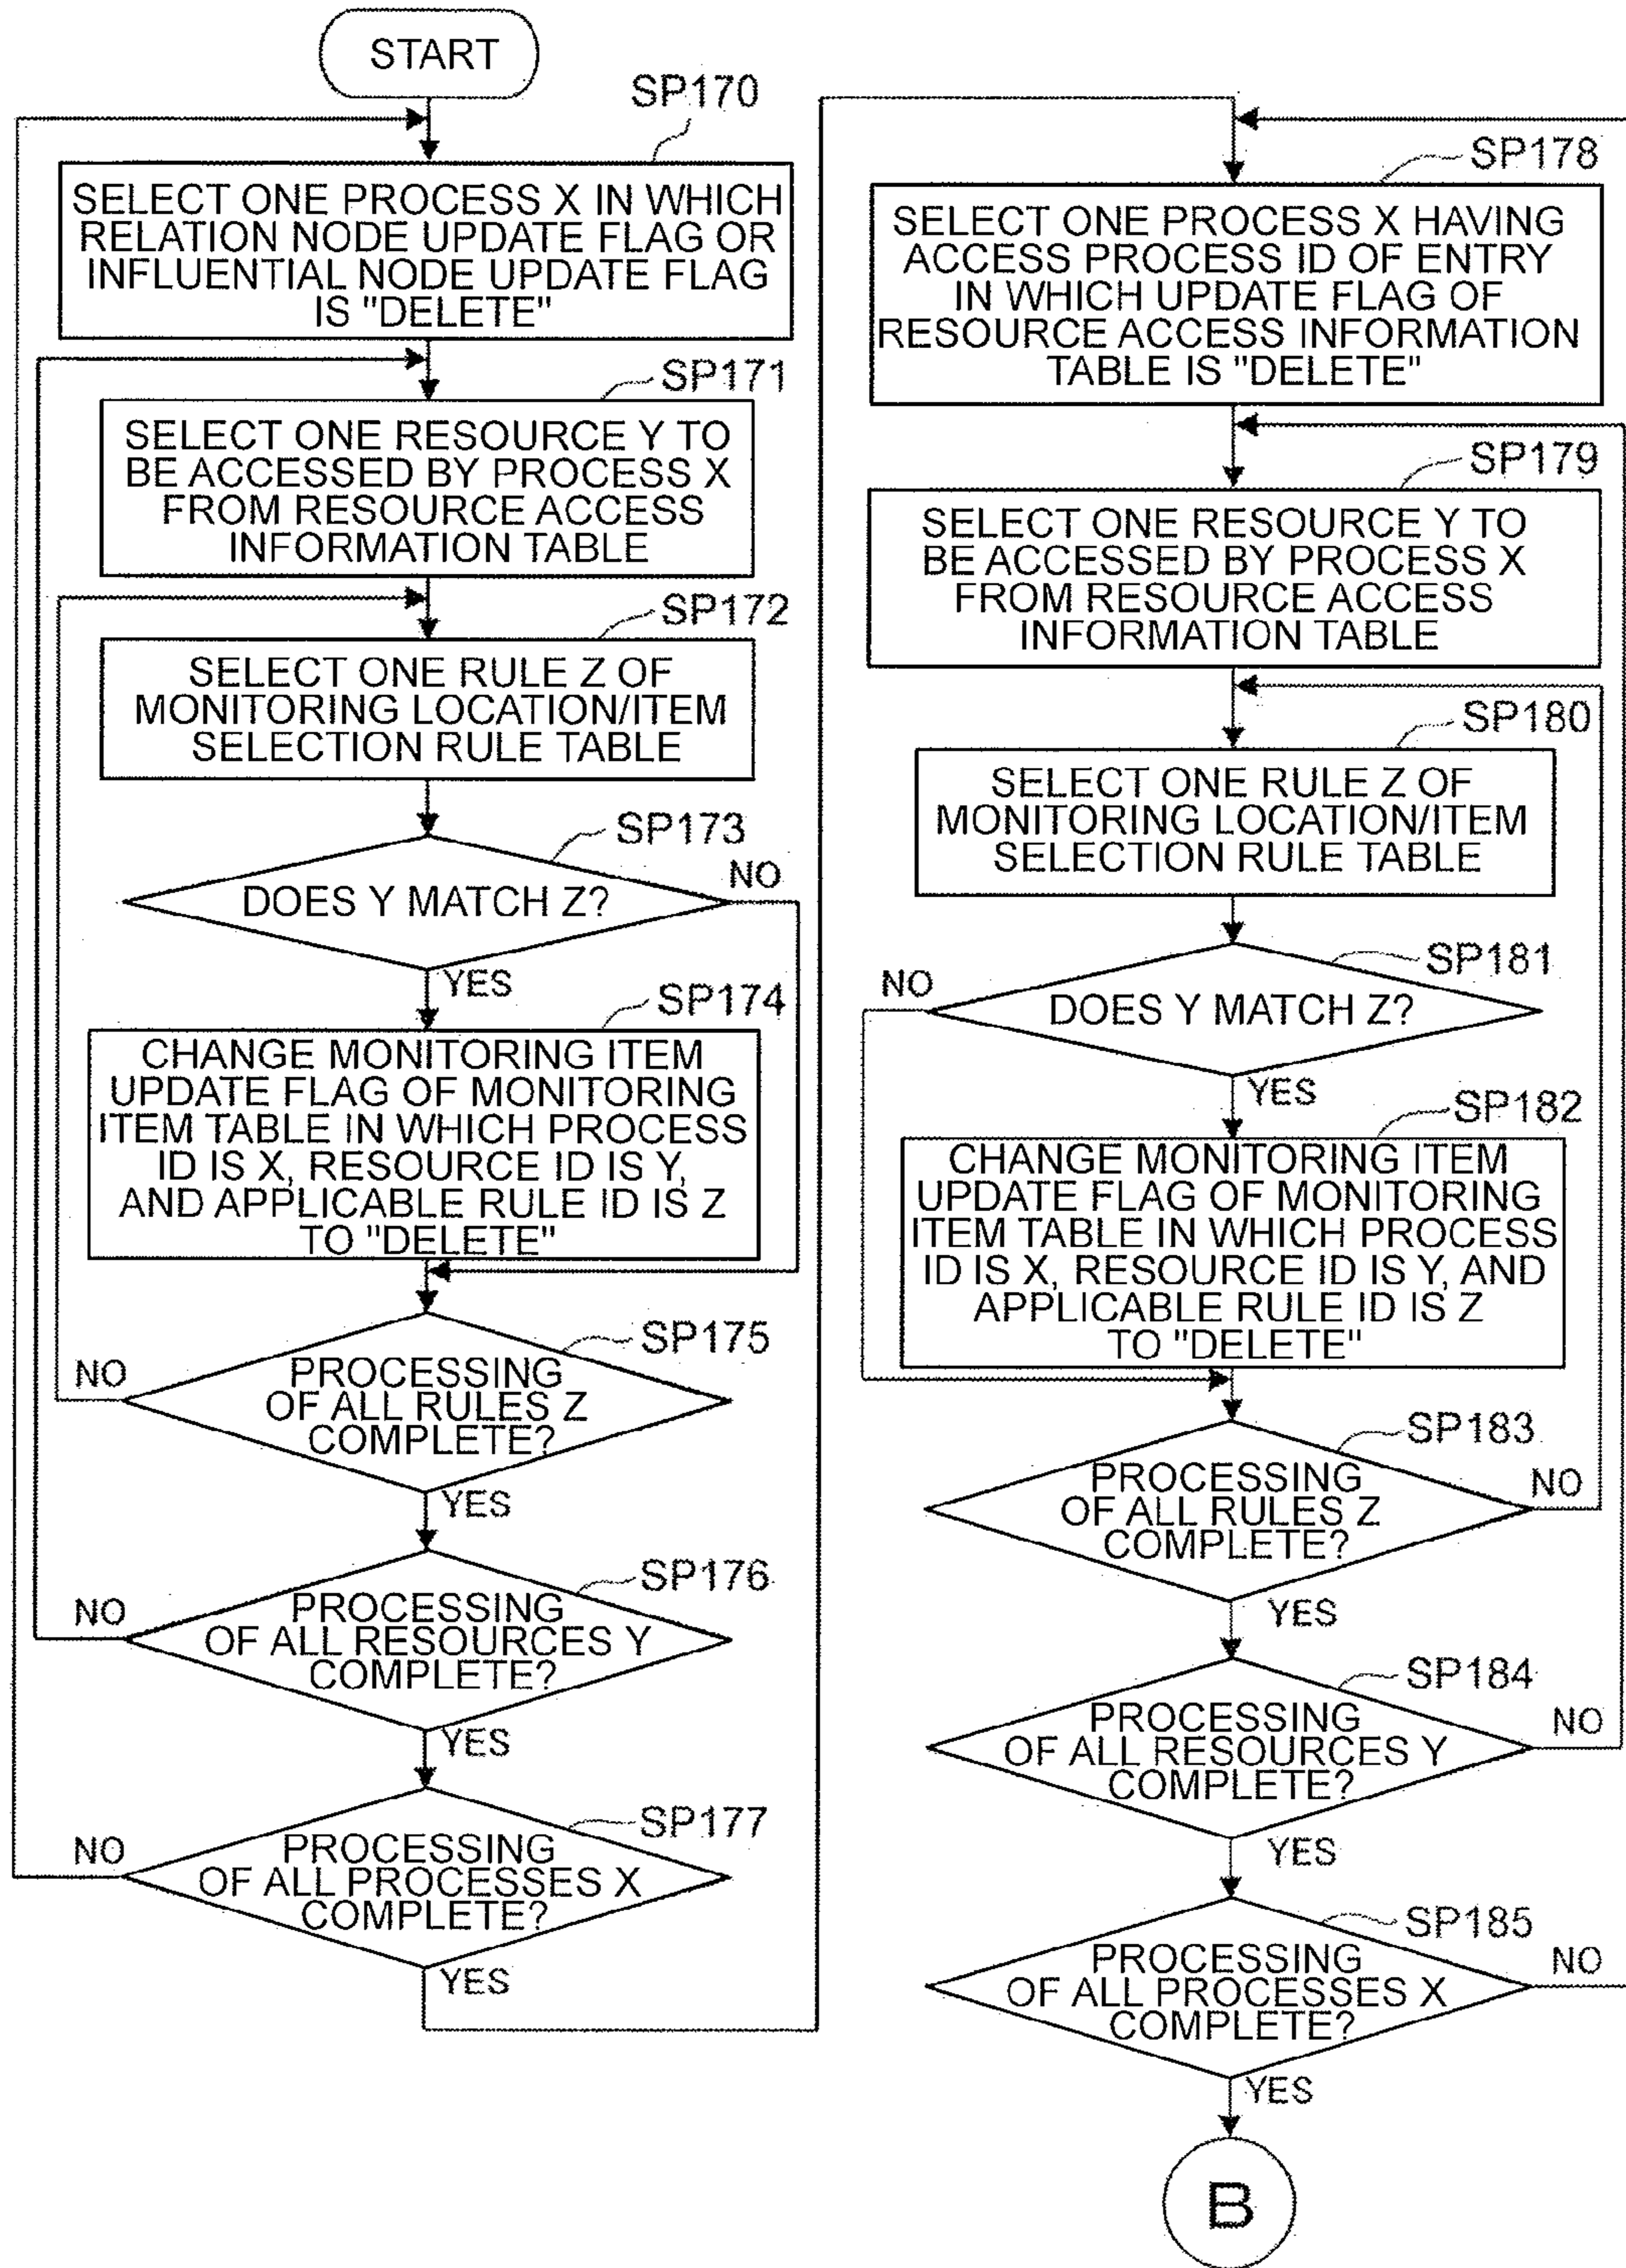 START
SP170
SELECT ONE PROCESS X IN WHICH
RELATION NODE UPDATE FLAG OR
INFLUENTIAL NODE UPDATE FLAG
IS "DELETE"
SP171
SELECT ONE RESOURCE Y TO
BE ACCESSED BY PROCESS X
FROM RESOURCE ACCESS
INFORMATION TABLE
SP172
SELECT ONE RULE Z OF
MONITORING LOCATION/ITEM
SELECTION RULE TABLE
SP173
DOES Y MATCH Z?
NO
YES
SP174
CHANGE MONITORING ITEM
UPDATE FLAG OF MONITORING
ITEM TABLE IN WHICH PROCESS
ID IS X, RESOURCE ID IS Y,
AND APPLICABLE RULE ID IS Z
TO "DELETE"
SP175
NO
PROCESSING
OF ALL RULES Z
COMPLETE?
YES
SP176
NO
PROCESSING
OF ALL RESOURCES Y
COMPLETE?
YES
SP177
NO
PROCESSING
OF ALL PROCESSES X
COMPLETE?
YES
SP178
SELECT ONE PROCESS X HAVING
ACCESS PROCESS ID OF ENTRY
IN WHICH UPDATE FLAG OF
RESOURCE ACCESS INFORMATION
TABLE IS "DELETE"
SP179
SELECT ONE RESOURCE Y TO
BE ACCESSED BY PROCESS X
FROM RESOURCE ACCESS
INFORMATION TABLE
SP180
SELECT ONE RULE Z OF
MONITORING LOCATION/ITEM
SELECTION RULE TABLE
SP181
NO
DOES Y MATCH Z?
YES
SP182
CHANGE MONITORING ITEM
UPDATE FLAG OF MONITORING
ITEM TABLE IN WHICH PROCESS
ID IS X, RESOURCE ID IS Y, AND
APPLICABLE RULE ID IS Z
TO "DELETE"
SP183
PROCESSING
OF ALL RULES Z
COMPLETE?
NO
YES
SP184
PROCESSING
OF ALL RESOURCES Y
COMPLETE?
NO
YES
SP185
PROCESSING
OF ALL PROCESSES X
COMPLETE?
NO
YES
B